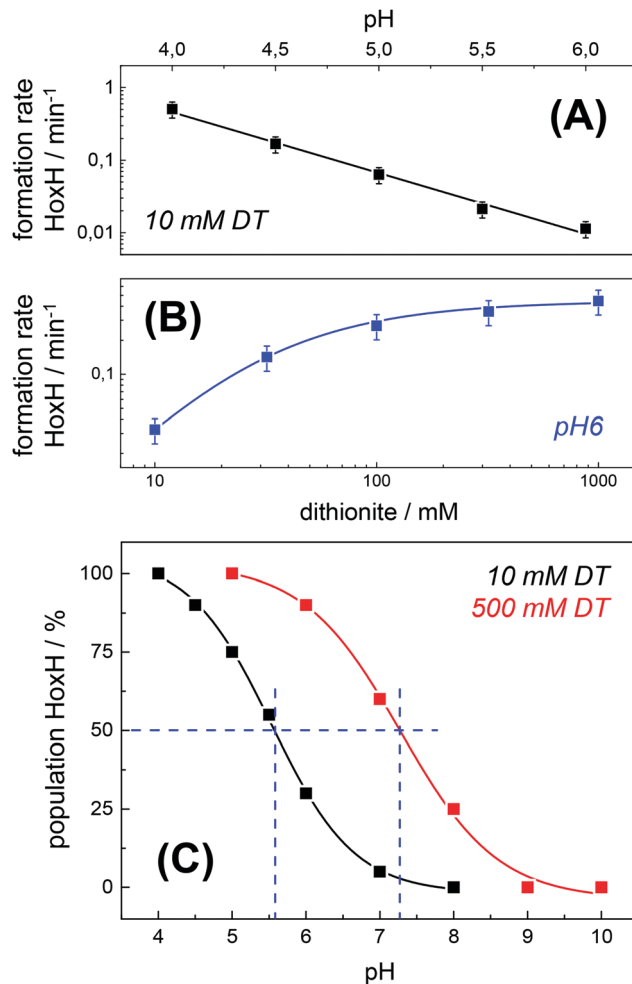 pH
4,0 4,5 5,0 5,5 6,0
formation rate
HoxH / min⁻¹
1
0,1
0,01
(A)
10 mM DT
formation rate
HoxH / min⁻¹
0,1
(B)
pH6
10 100 1000
dithionite / mM
population HoxH / %
100
75
50
25
0
10 mM DT
500 mM DT
(C)
4 5 6 7 8 9 10
pH